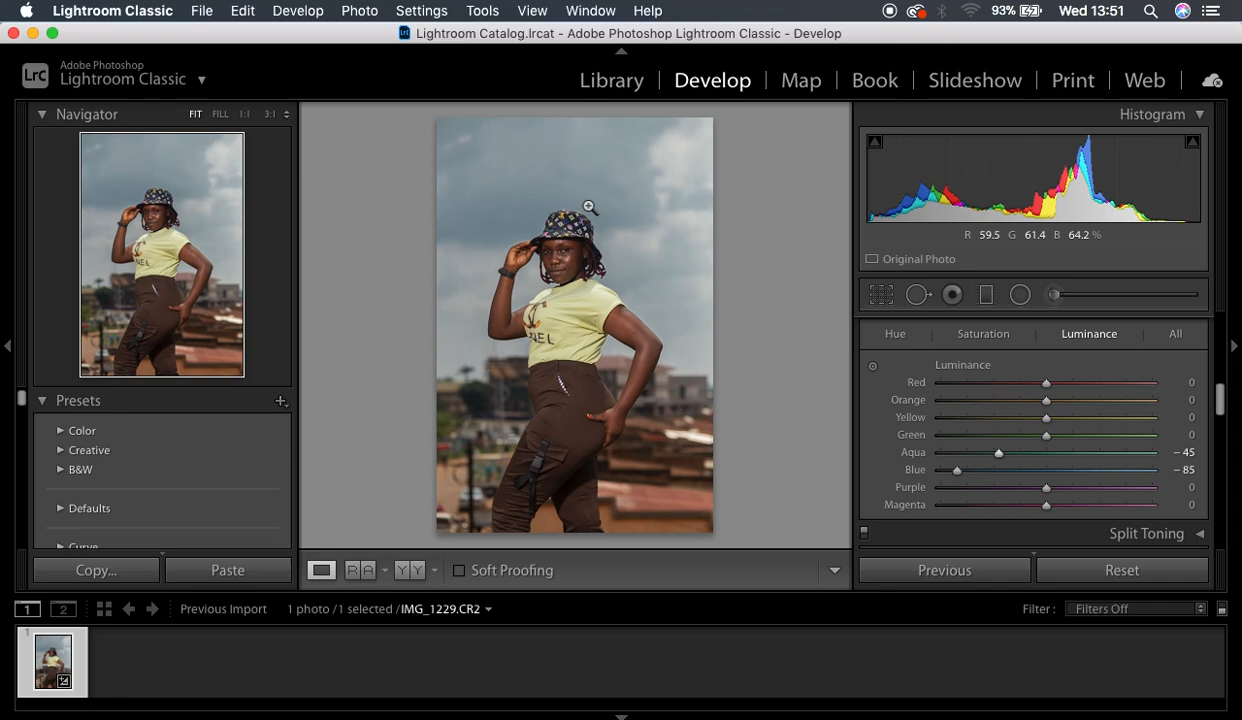 Lightroom Classic File Edit Develop Photo Settings Tools View Window Help 93% Wed 13:51
Lightroom Catalog.lrcat - Adobe Photoshop Lightroom Classic - Develop
LrC Adobe Photoshop
Lightroom Classic
Library | Develop | Map | Book | Slideshow | Print | Web
Navigator FIT FILL 1:1 3:1
Histogram
R 59.5 G 61.4 B 64.2 %
Original Photo
Hue Saturation Luminance All
Luminance
Red 0
Orange 0
Yellow 0
Green 0
Aqua - 45
Blue - 85
Purple 0
Magenta 0
Split Toning
Presets
Color
Creative
B&W
Defaults
Curve
NEL
Copy... Paste
R A Y Y Soft Proofing
Previous Reset
1 2 Previous Import 1 photo / 1 selected / IMG_1229.CR2 Filter : Filters Off
1